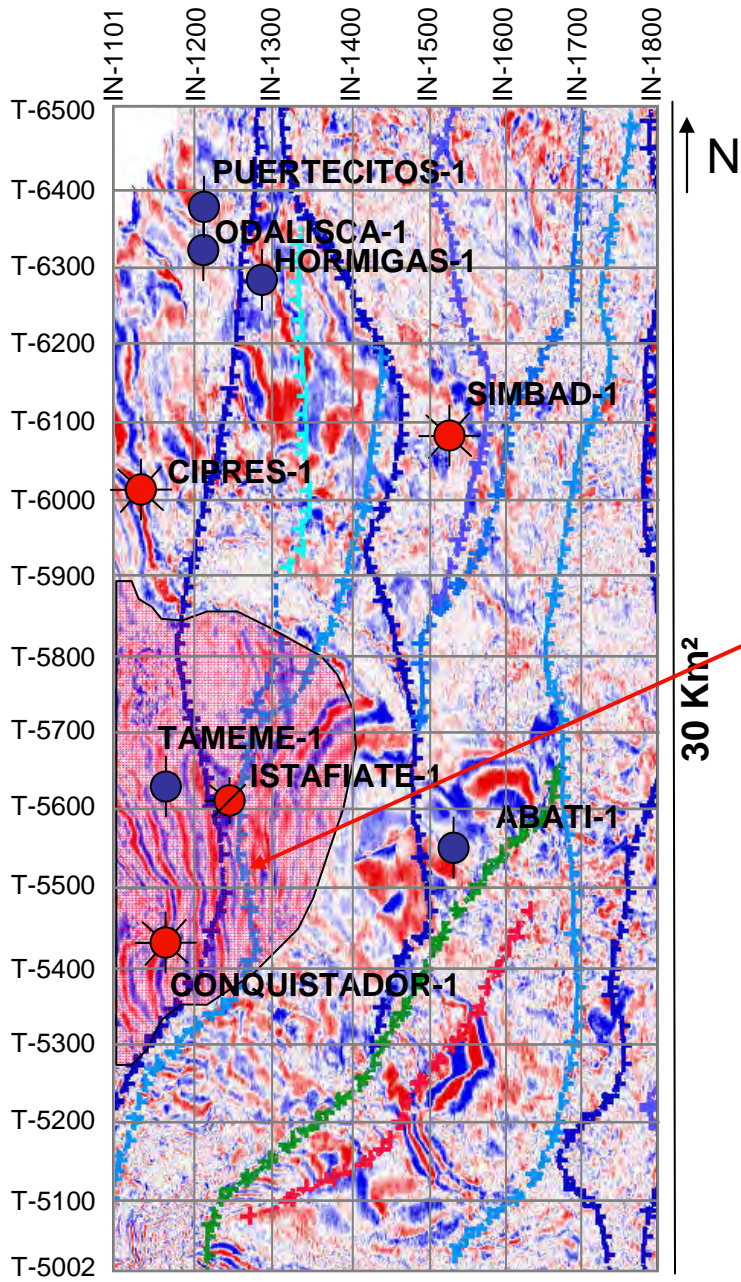 IN-1101
IN-1200
IN-1300
IN-1400
IN-1500
IN-1600
IN-1700
IN-1800
T-6500
N
T-6400
PUERTECITOS-1
ODALISCA-1
T-6300
HORMIGAS-1
T-6200
SIMBAD-1
T-6100
CIPRES-1
T-6000
T-5900
T-5800
30 Km²
T-5700
TAMEME-1
ISTAFIATE-1
T-5600
ABATI-1
T-5500
T-5400
CONQUISTADOR-1
T-5300
T-5200
T-5100
T-5002